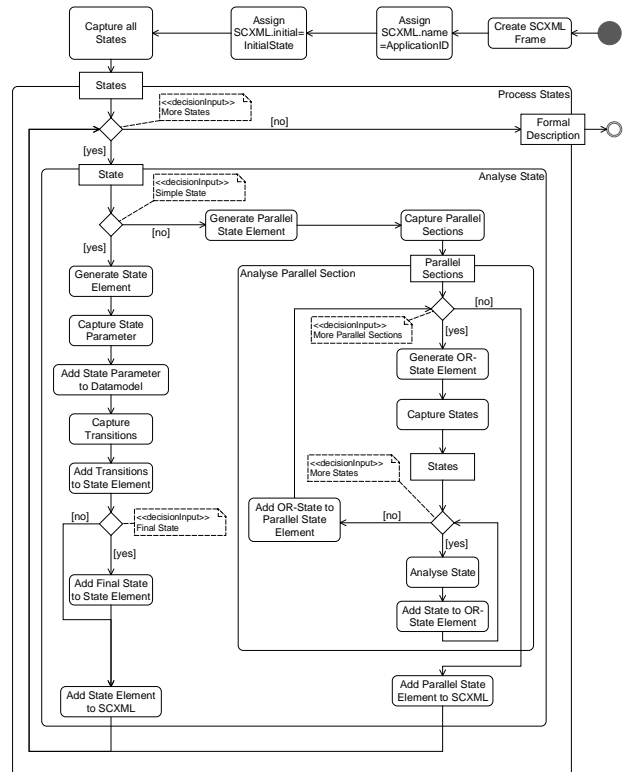 Capture all
States
Assign
SCXML.initial=
InitialState
Assign
SCXML.name
=ApplicationID
Create SCXML
Frame
States
Process States
<<decisionInput>>
More States
[no]
Formal
Description
[yes]
State
Analyse State
<<decisionInput>>
Simple State
[no]
Generate Parallel
State Element
Capture Parallel
Sections
[yes]
Generate State
Element
Analyse Parallel Section
Parallel
Sections
[no]
Capture State
Parameter
<<decisionInput>>
More Parallel Sections
[yes]
Generate OR-
State Element
Add State Parameter
to Datamodel
Capture
Transitions
Capture States
Add Transitions
to State Element
<<decisionInput>>
More States
States
[no]
<<decisionInput>>
Final State
Add OR-State to
Parallel State
Element
[no]
[yes]
[yes]
Analyse State
Add Final State
to State Element
Add State to OR-
State Element
Add State Element
to SCXML
Add Parallel State
Element to SCXML